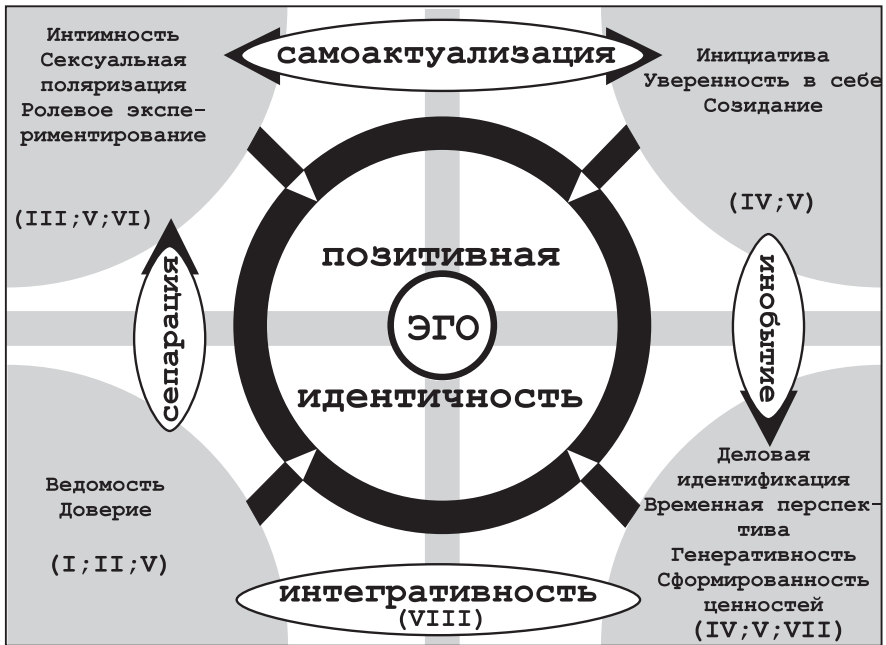 Интимность
Сексуальная
поляризация
Ролевое экспе-
риментирование
(III;V;VI)
самоактуализация
Инициатива
Уверенность в себе
Созидание
(IV;V)
сепарация
позитивная
ЭГО
идентичность
инобытие
Ведомость
Доверие
(I;II;V)
интегративность
(VIII)
Деловая
идентификация
Временная перспек-
тива
Генеративность
Сформированность
ценностей
(IV;V;VII)